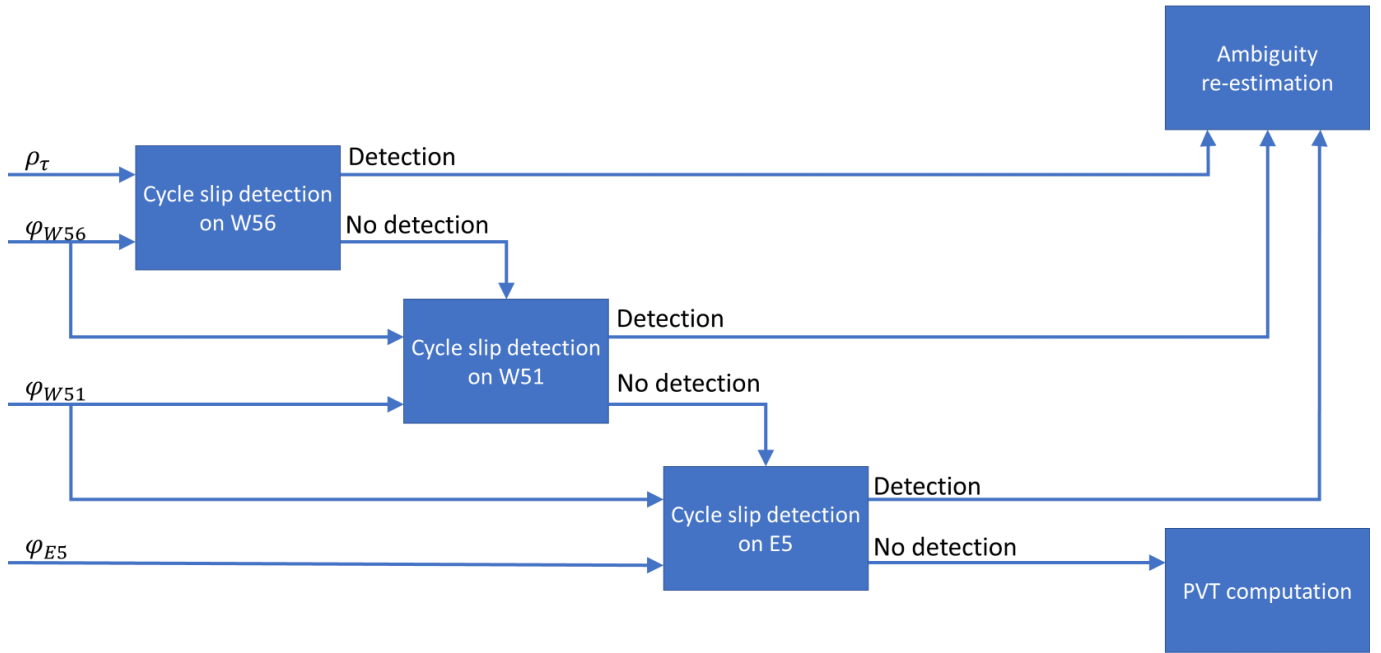 Ambiguity
re-estimation
ρτ
Detection
Cycle slip detection
on W56
φW56
No detection
Detection
Cycle slip detection
on W51
φW51
No detection
Detection
Cycle slip detection
on E5
φE5
No detection
PVT computation